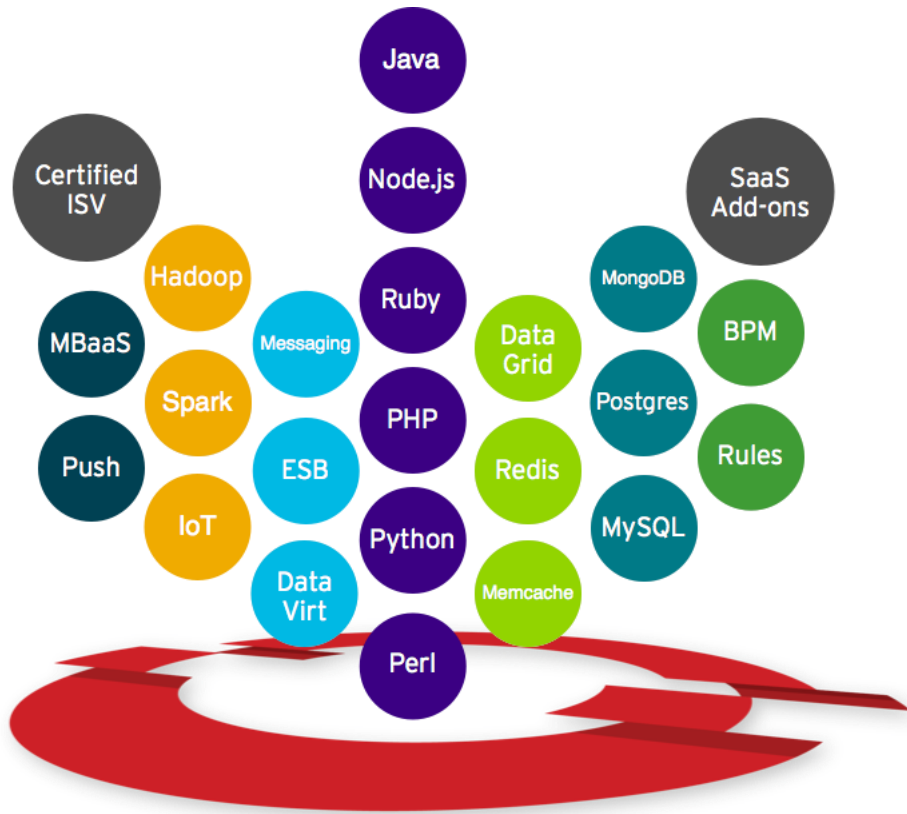 Java
Certified
ISV
Node.js
SaaS
Add-ons
Hadoop
MongoDB
MBaaS
Messaging
Ruby
Data
Grid
BPM
Spark
Postgres
PHP
Push
ESB
Redis
Rules
IoT
Python
MySQL
Data
Virt
Memcache
Perl